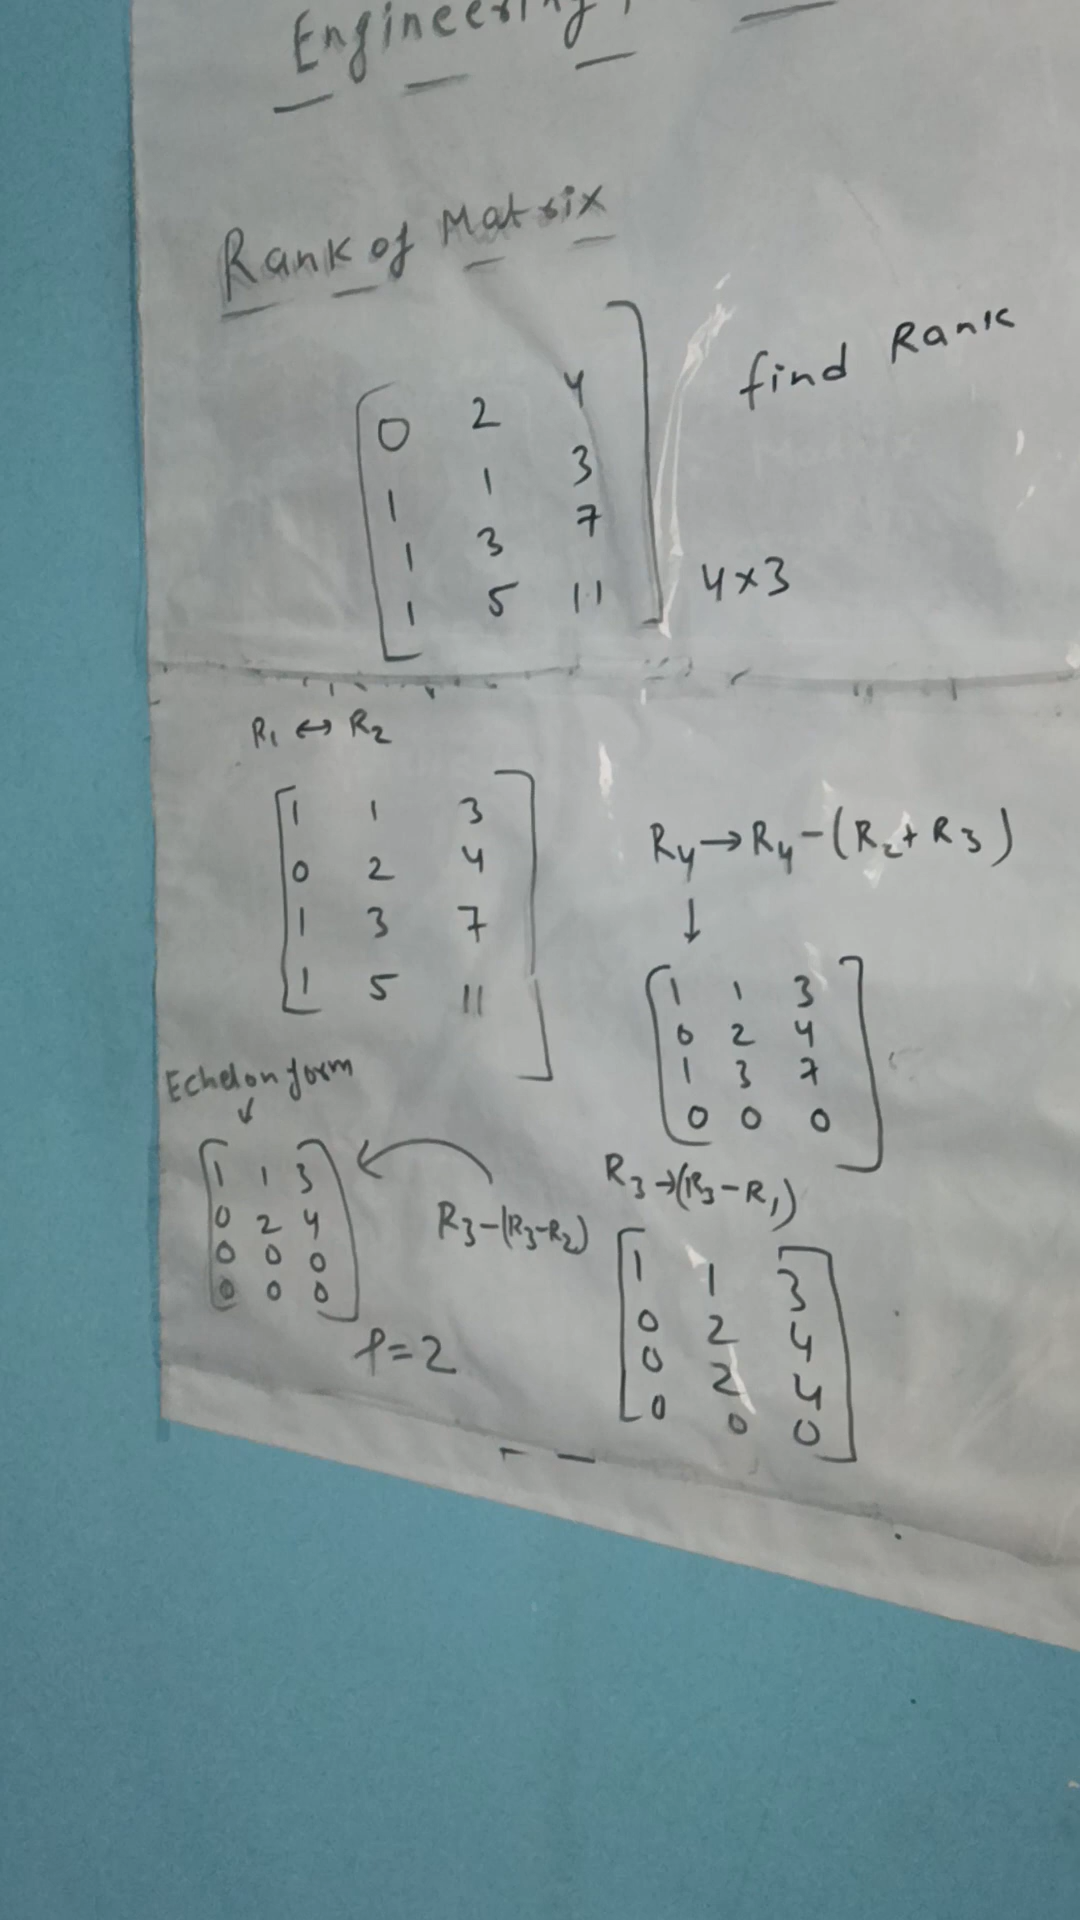 Engineering
Rank of Matrix
find Rank
0 2 4
1 1 3
1 3 7
1 5 11
4×3
R₁ ↔ R₂
1 1 3
0 2 4
1 3 7
1 5 11
R₄→R₄-(R₂+R₃)
↓
1 1 3
0 2 4
1 3 7
0 0 0
R₃→(R₃-R₁)
1 1 3
0 2 4
0 2 4
0 0 0
R₃-(R₃-R₂)
Echelon form
↓
1 1 3
0 2 4
0 0 0
0 0 0
ρ=2